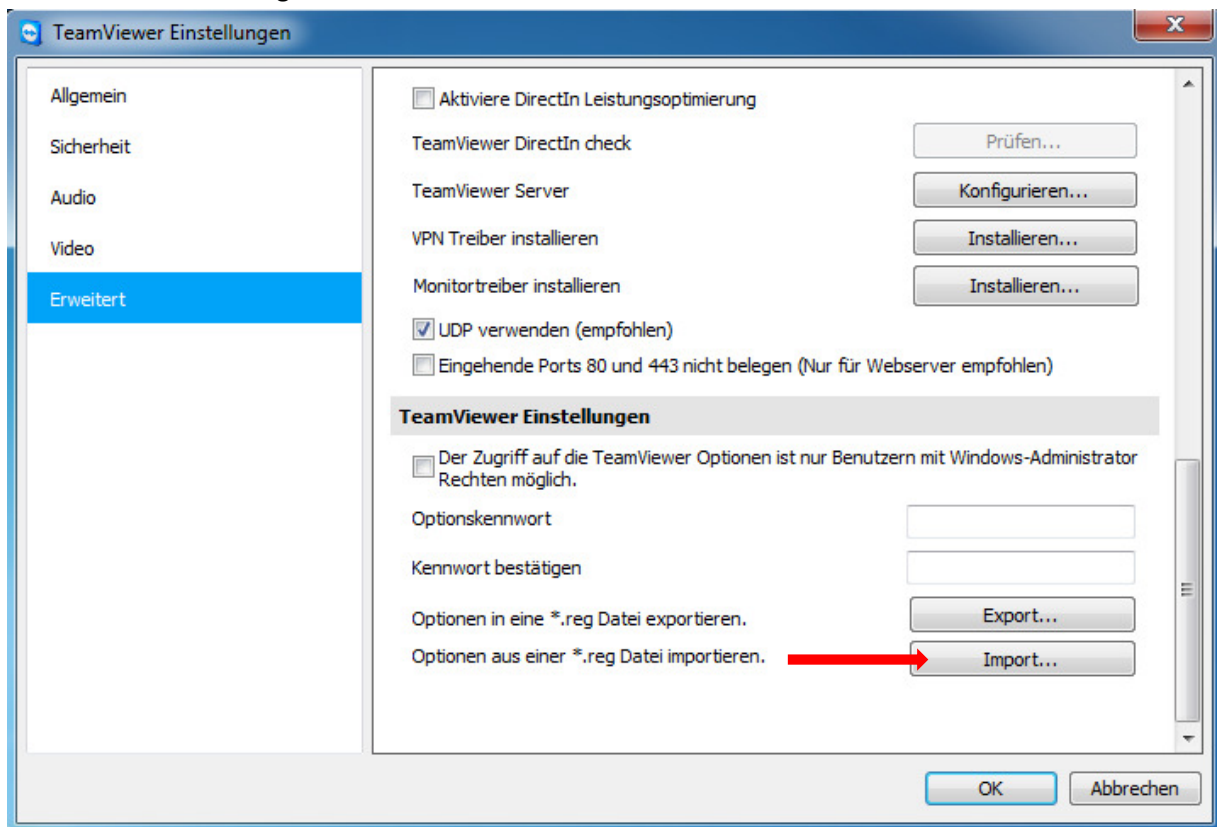 TeamViewer Einstellungen
Allgemein
Sicherheit
Audio
Video
Erweitert
Aktiviere DirectIn Leistungsoptimierung
TeamViewer DirectIn check
Prüfen...
TeamViewer Server
Konfigurieren...
VPN Treiber installieren
Installieren...
Monitortreiber installieren
Installieren...
UDP verwenden (empfohlen)
Eingehende Ports 80 und 443 nicht belegen (Nur für Webserver empfohlen)
TeamViewer Einstellungen
Der Zugriff auf die TeamViewer Optionen ist nur Benutzern mit Windows-Administrator
Rechten möglich.
Optionskennwort
Kennwort bestätigen
Optionen in eine *.reg Datei exportieren.
Export...
Optionen aus einer *.reg Datei importieren.
Import...
OK
Abbrechen